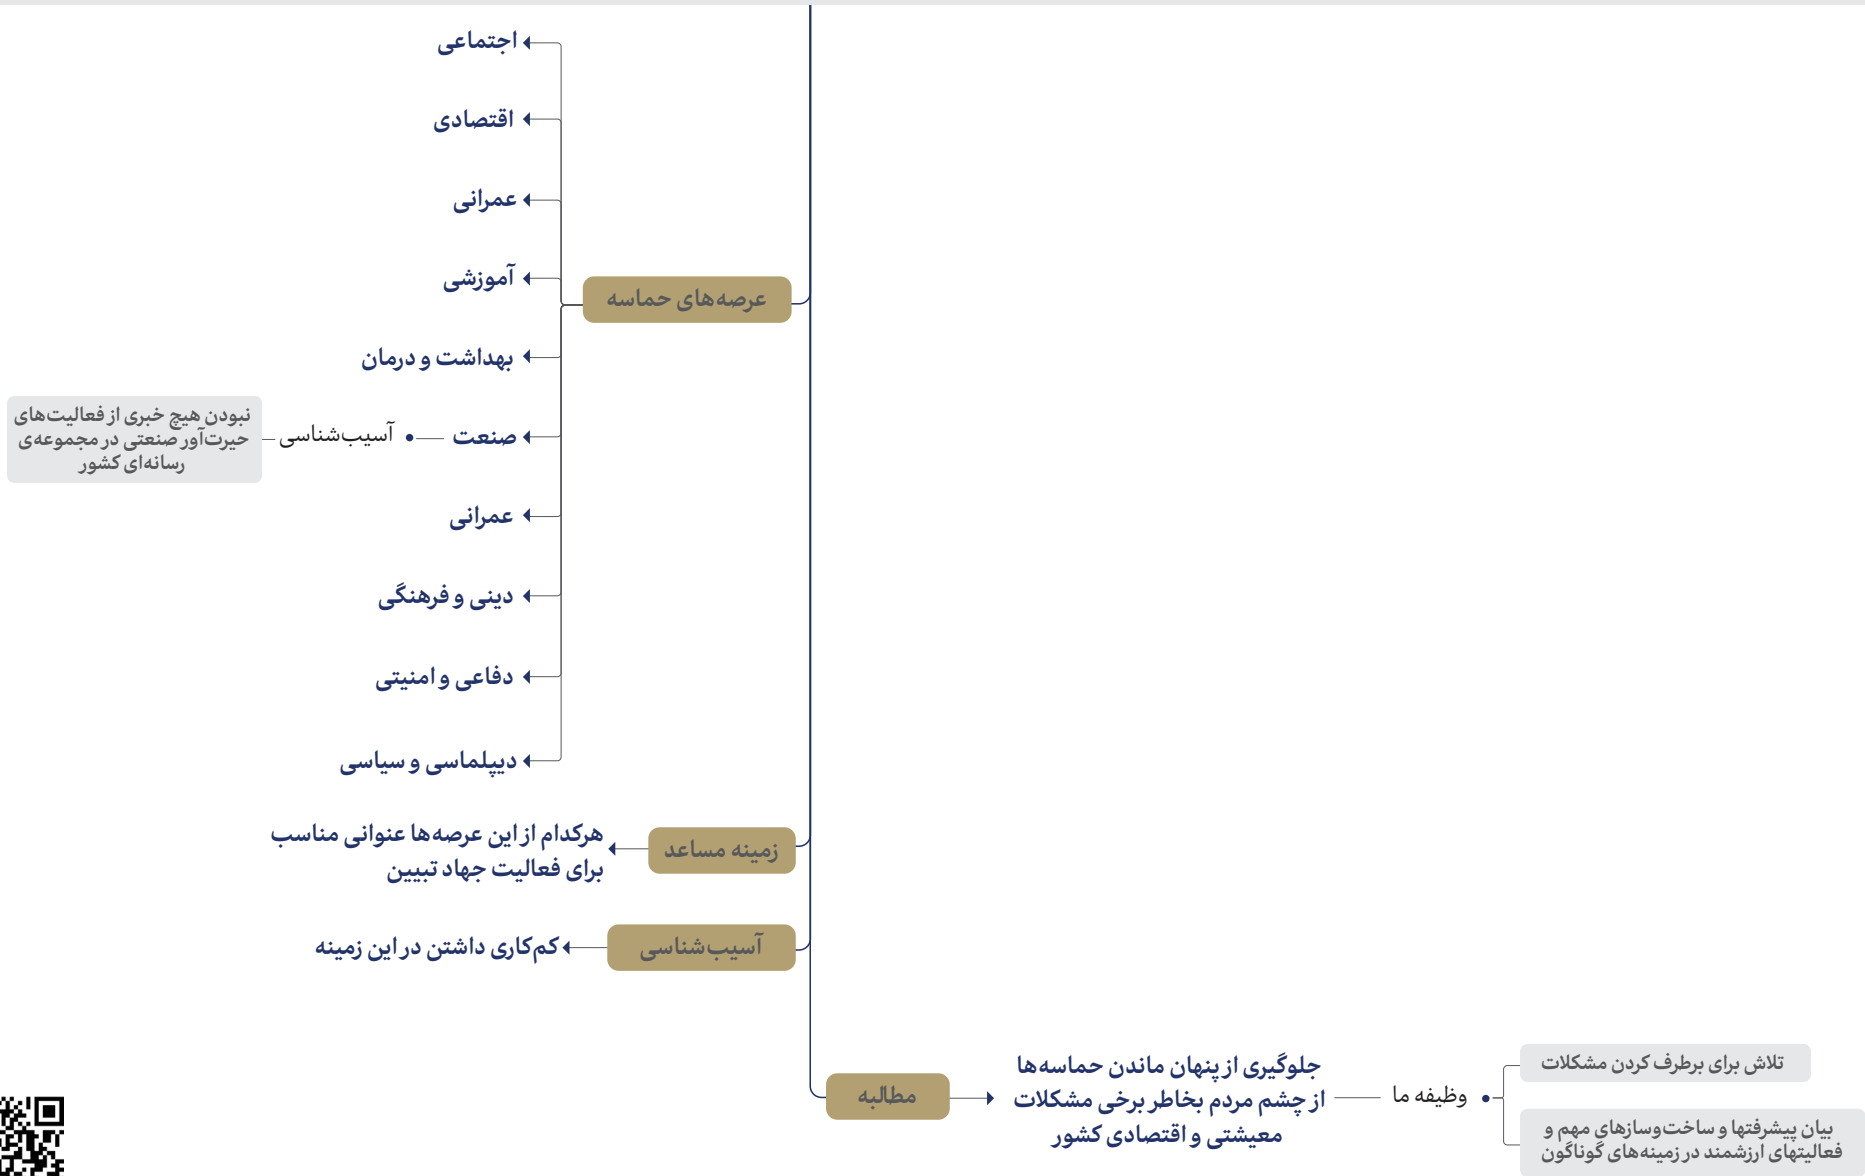 عرصه‌های حماسه
اجتماعی
اقتصادی
عمرانی
آموزشی
بهداشت و درمان
صنعت
آسیب‌شناسی
نبودن هیچ خبری از فعالیت‌های
حیرت‌آور صنعتی در مجموعه‌ی
رسانه‌ای کشور
عمرانی
دینی و فرهنگی
دفاعی و امنیتی
دیپلماسی و سیاسی
زمینه مساعد
هرکدام از این عرصه‌ها عنوانی مناسب
برای فعالیت جهاد تبیین
آسیب‌شناسی
کم‌کاری داشتن در این زمینه
مطالبه
جلوگیری از پنهان ماندن حماسه‌ها
از چشم مردم بخاطر برخی مشکلات
معیشتی و اقتصادی کشور
وظیفه ما
تلاش برای برطرف کردن مشکلات
بیان پیشرفتها و ساخت‌وسازهای مهم و
فعالیتهای ارزشمند در زمینه‌های گوناگون